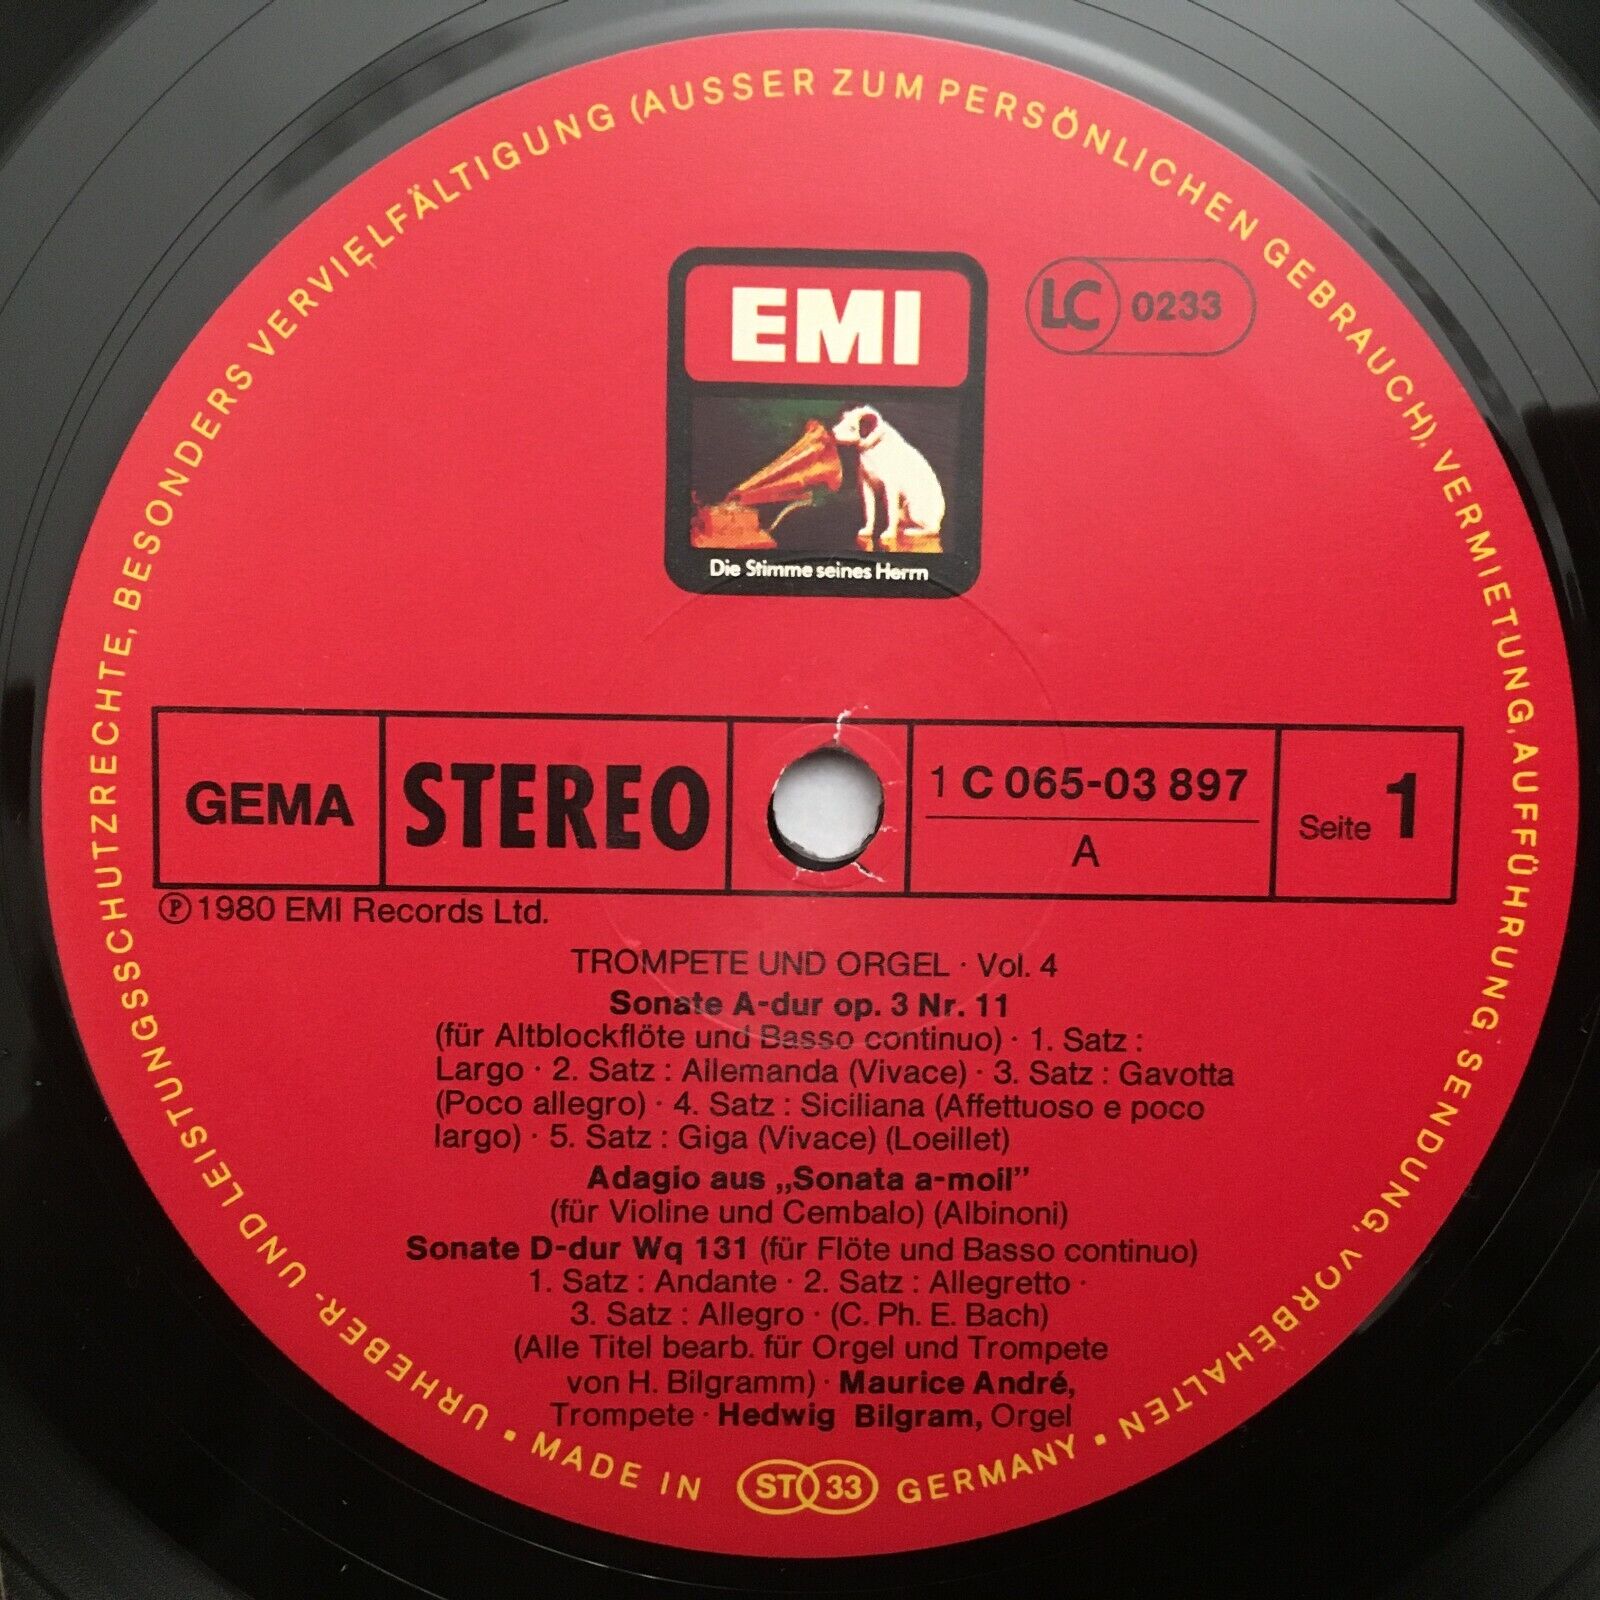 URHEBER- UND LEISTUNGSSCHUTZRECHTE, BESONDERS VERVIELFÄLTIGUNG (AUSSER ZUM PERSÖNLICHEN GEBRAUCH), VERMIETUNG, AUFFÜHRUNG, SENDUNG, VORBEHALTEN •
EMI
LC 0233
Die Stimme seines Herrn
GEMA
STEREO
1 C 065-03 897
A
Seite 1
Ⓟ 1980 EMI Records Ltd.
TROMPETE UND ORGEL · Vol. 4
Sonate A-dur op. 3 Nr. 11
(für Altblockflöte und Basso continuo) · 1. Satz :
Largo · 2. Satz : Allemanda (Vivace) · 3. Satz : Gavotta
(Poco allegro) · 4. Satz : Siciliana (Affettuoso e poco
largo) · 5. Satz : Giga (Vivace) (Loeillet)
Adagio aus „Sonata a-moll”
(für Violine und Cembalo) (Albinoni)
Sonate D-dur Wq 131 (für Flöte und Basso continuo)
1. Satz : Andante · 2. Satz : Allegretto ·
3. Satz : Allegro · (C. Ph. E. Bach)
(Alle Titel bearb. für Orgel und Trompete
von H. Bilgramm) · Maurice André,
Trompete · Hedwig Bilgram, Orgel
• MADE IN ST 33 GERMANY